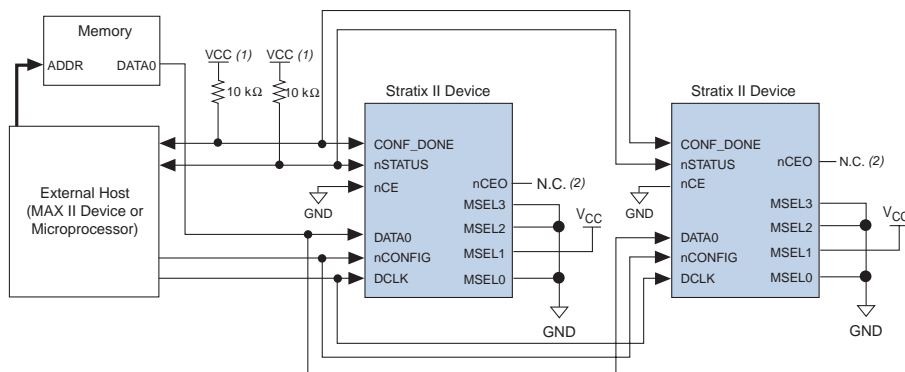 Memory
ADDR
DATA0
VCC (1)
VCC (1)
10 kΩ
10 kΩ
External Host
(MAX II Device or
Microprocessor)
Stratix II Device
CONF_DONE
nSTATUS
nCE
GND
DATA0
nCONFIG
DCLK
nCEO
N.C. (2)
MSEL3
MSEL2
MSEL1
MSEL0
VCC
GND
Stratix II Device
CONF_DONE
nSTATUS
nCE
GND
DATA0
nCONFIG
DCLK
nCEO
N.C. (2)
MSEL3
MSEL2
MSEL1
MSEL0
VCC
GND